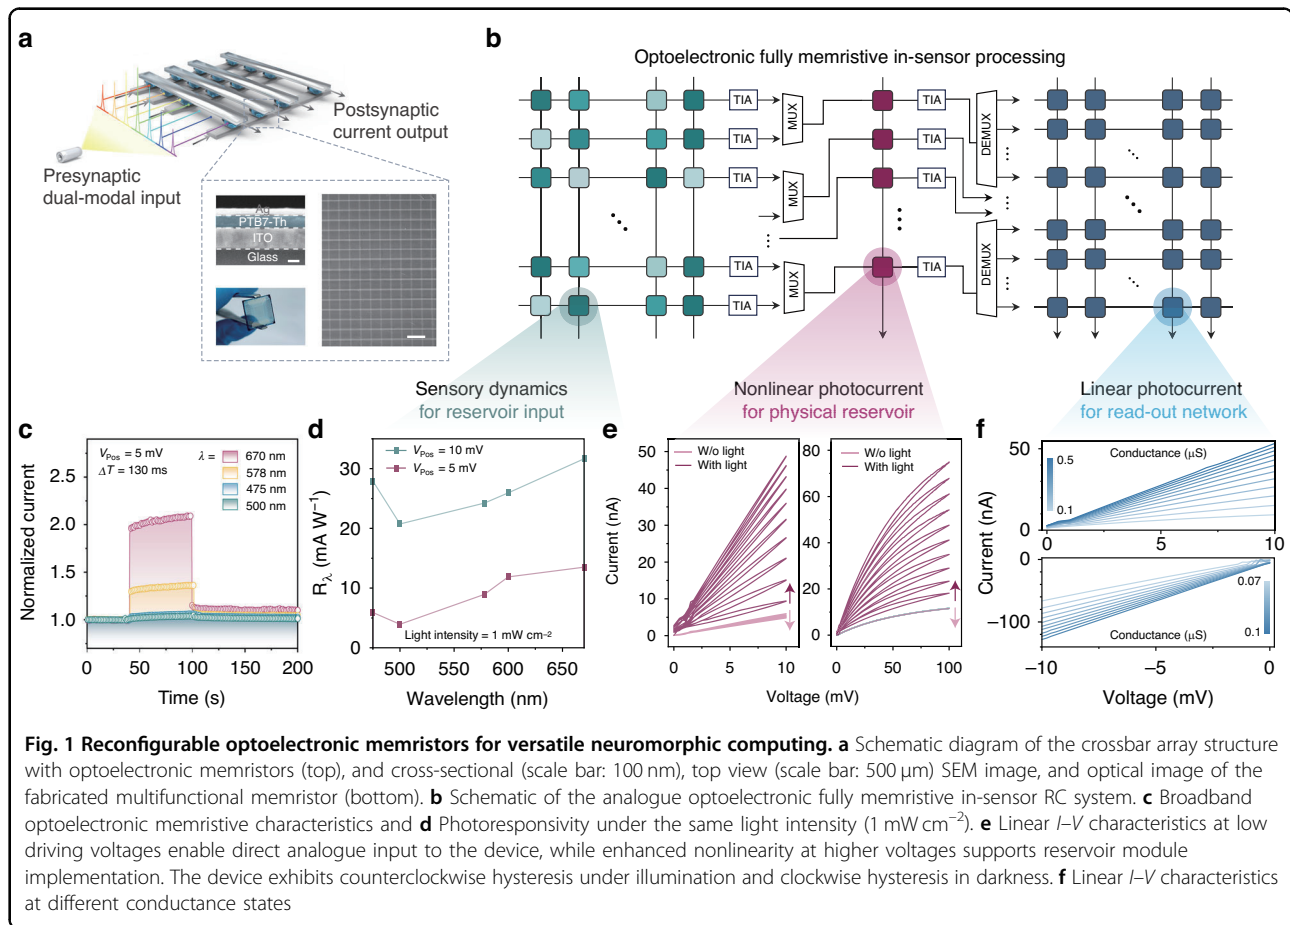 a
Presynaptic
dual-modal input
Postsynaptic
current output
Ag
PTB7-Th
ITO
Glass
b
Optoelectronic fully memristive in-sensor processing
TIA
TIA
TIA
TIA
TIA
MUX
MUX
MUX
TIA
TIA
TIA
TIA
DEMUX
DEMUX
Sensory dynamics
for reservoir input
Nonlinear photocurrent
for physical reservoir
Linear photocurrent
for read-out network
c
V_Pos = 5 mV
ΔT = 130 ms
λ =
670 nm
578 nm
475 nm
500 nm
Normalized current
2.5
2.0
1.5
1.0
0
50
100
150
200
Time (s)
d
V_Pos = 10 mV
V_Pos = 5 mV
R_λ (mA W⁻¹)
30
20
10
0
Light intensity = 1 mW cm⁻²
500
550
600
650
Wavelength (nm)
e
W/o light
With light
Current (nA)
50
40
30
20
10
0
0
5
10
W/o light
With light
80
60
40
20
0
0
50
100
Voltage (mV)
f
Current (nA)
50
0
0.5
0.1
Conductance (μS)
0
5
10
0
−100
0.07
0.1
Conductance (μS)
−10
−5
0
Voltage (mV)
Fig. 1 Reconfigurable optoelectronic memristors for versatile neuromorphic computing. a Schematic diagram of the crossbar array structure
with optoelectronic memristors (top), and cross-sectional (scale bar: 100 nm), top view (scale bar: 500 μm) SEM image, and optical image of the
fabricated multifunctional memristor (bottom). b Schematic of the analogue optoelectronic fully memristive in-sensor RC system. c Broadband
optoelectronic memristive characteristics and d Photoresponsivity under the same light intensity (1 mW cm⁻²). e Linear I–V characteristics at low
driving voltages enable direct analogue input to the device, while enhanced nonlinearity at higher voltages supports reservoir module
implementation. The device exhibits counterclockwise hysteresis under illumination and clockwise hysteresis in darkness. f Linear I–V characteristics
at different conductance states